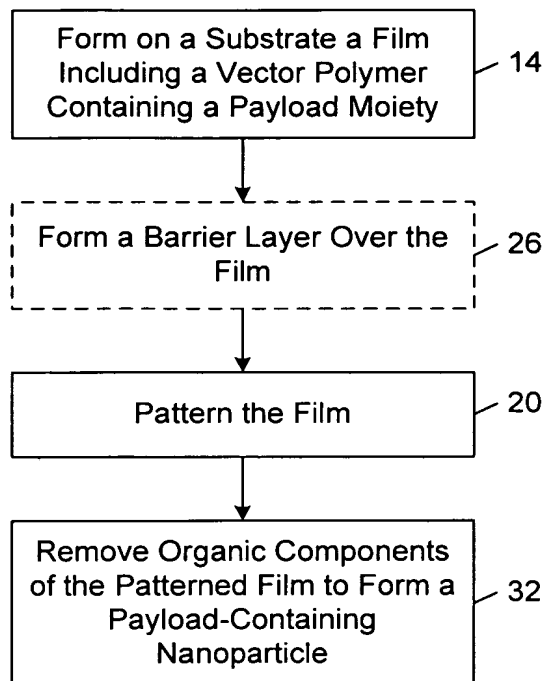 Form on a Substrate a Film
Including a Vector Polymer
Containing a Payload Moiety
14
Form a Barrier Layer Over the
Film
26
Pattern the Film
20
Remove Organic Components
of the Patterned Film to Form a
Payload-Containing
Nanoparticle
32